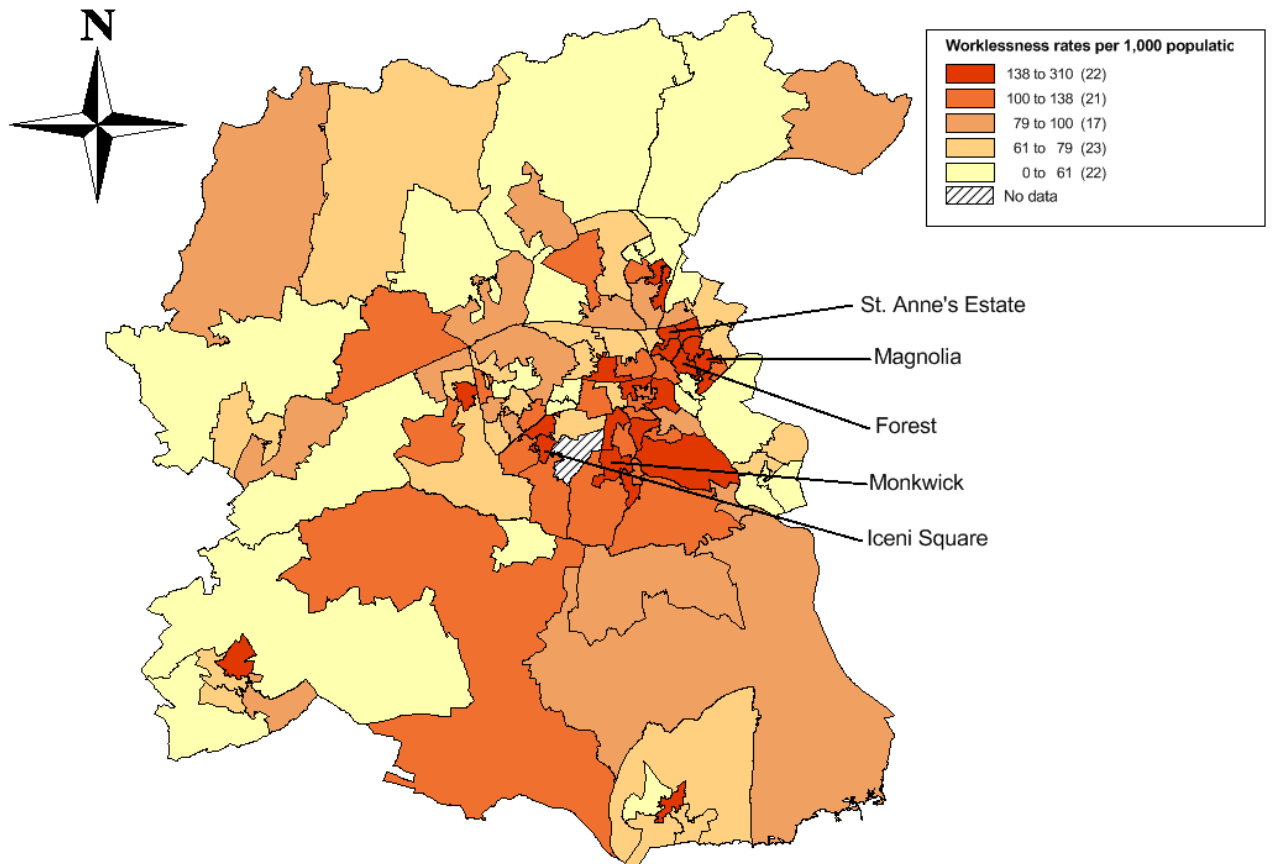 N
Worklessness rates per 1,000 populatic
138 to 310 (22)
100 to 138 (21)
79 to 100 (17)
61 to 79 (23)
0 to 61 (22)
No data
St. Anne's Estate
Magnolia
Forest
Monkwick
Iceni Square